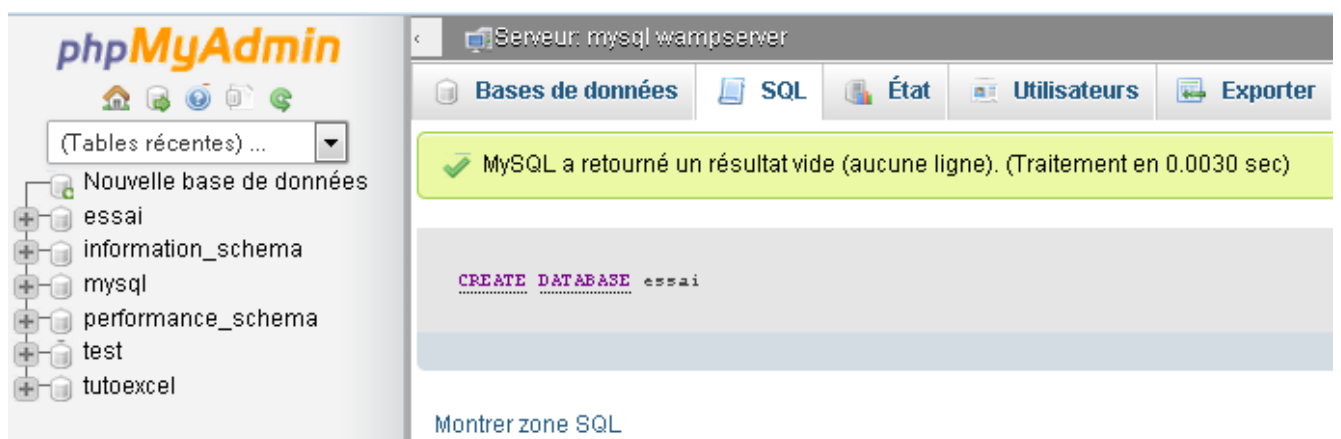 phpMyAdmin
(Tables récentes) ...
Nouvelle base de données
essai
information_schema
mysql
performance_schema
test
tutoexcel
Serveur: mysql wampserver
Bases de données SQL État Utilisateurs Exporter
MySQL a retourné un résultat vide (aucune ligne). (Traitement en 0.0030 sec)
CREATE DATABASE essai
Montrer zone SQL